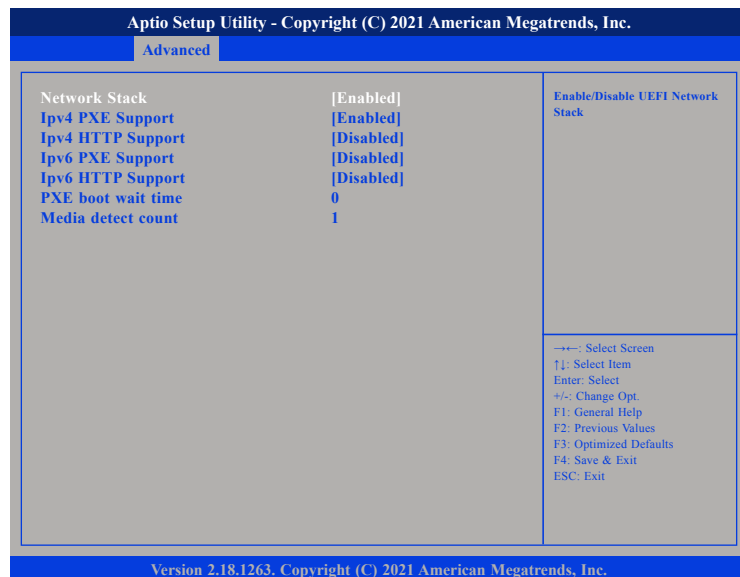 Aptio Setup Utility - Copyright (C) 2021 American Megatrends, Inc.
Advanced
Network Stack [Enabled]
Ipv4 PXE Support [Enabled]
Ipv4 HTTP Support [Disabled]
Ipv6 PXE Support [Disabled]
Ipv6 HTTP Support [Disabled]
PXE boot wait time 0
Media detect count 1
Enable/Disable UEFI Network
Stack
→←: Select Screen
↑↓: Select Item
Enter: Select
+/-: Change Opt.
F1: General Help
F2: Previous Values
F3: Optimized Defaults
F4: Save & Exit
ESC: Exit
Version 2.18.1263. Copyright (C) 2021 American Megatrends, Inc.